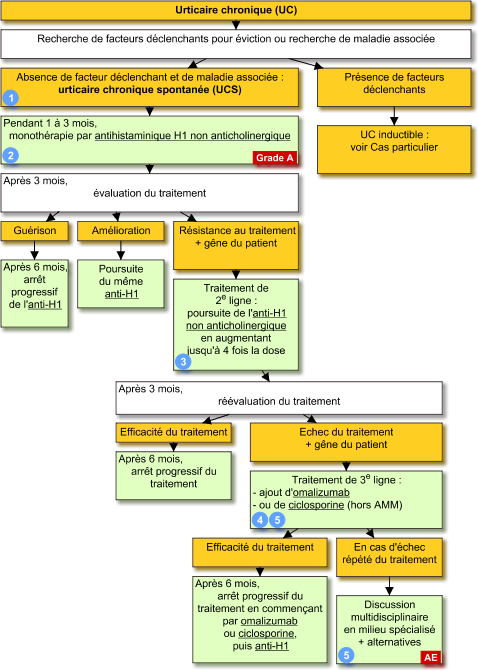 Urticaire chronique (UC)
Recherche de facteurs déclenchants pour éviction ou recherche de maladie associée
Absence de facteur déclenchant et de maladie associée :
urticaire chronique spontanée (UCS)
1
Présence de facteurs
déclenchants
Pendant 1 à 3 mois,
monothérapie par antihistaminique H1 non anticholinergique
2
Grade A
UC inductible :
voir Cas particulier
Après 3 mois,
évaluation du traitement
Guérison
Amélioration
Résistance au traitement
+ gêne du patient
Après 6 mois,
arrêt
progressif
de l'anti-H1
Poursuite
du même
anti-H1
Traitement de
2e ligne :
poursuite de l'anti-H1
non anticholinergique
en augmentant
jusqu'à 4 fois la dose
3
Après 3 mois,
réévaluation du traitement
Efficacité du traitement
Echec du traitement
+ gêne du patient
Après 6 mois,
arrêt progressif du
traitement
Traitement de 3e ligne :
- ajout d'omalizumab
- ou de ciclosporine (hors AMM)
4 5
Efficacité du traitement
En cas d'échec
répété du traitement
Après 6 mois,
arrêt progressif du
traitement en commençant
par omalizumab
ou ciclosporine,
puis anti-H1
Discussion
multidisciplinaire
en milieu spécialisé
+ alternatives
5
AE